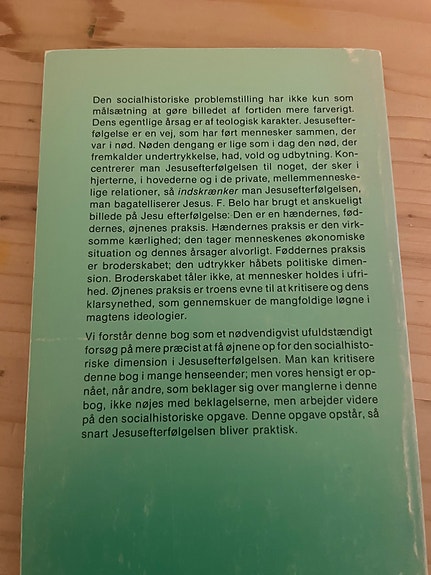 Den socialhistoriske problemstilling har ikke kun som
målsætning at gøre billedet af fortiden mere farverigt.
Dens egentlige årsag er af teologisk karakter. Jesusefter-
følgelse er en vej, som har ført mennesker sammen, der
var i nød. Nøden dengang er lige som i dag den nød, der
fremkalder undertrykkelse, had, vold og udbytning. Kon-
centrerer man Jesusefterfølgelsen til noget, der sker i
hjerterne, i hovederne og i de private, mellemmenneske-
lige relationer, så indskrænker man Jesusefterfølgelsen,
man bagatelliserer Jesus. F. Belo har brugt et anskueligt
billede på Jesu efterfølgelse: Den er en hændernes, fød-
dernes, øjnenes praksis. Hændernes praksis er den virk-
somme kærlighed; den tager menneskenes økonomiske
situation og dennes årsager alvorligt. Føddernes praksis
er broderskabet; den udtrykker håbets politiske dimen-
sion. Broderskabet tåler ikke, at mennesker holdes i ufri-
hed. Øjnenes praksis er troens evne til at kritisere og dens
klarsynethed, som gennemskuer de mangfoldige løgne i
magtens ideologier.
Vi forstår denne bog som et nødvendigvist ufuldstændigt
forsøg på mere præcist at få øjnene op for den socialhisto-
riske dimension i Jesusefterfølgelsen. Man kan kritisere
denne bog i mange henseender; men vores hensigt er op-
nået, når andre, som beklager sig over manglerne i denne
bog, ikke nøjes med beklagelserne, men arbejder videre
på den socialhistoriske opgave. Denne opgave opstår, så
snart Jesusefterfølgelsen bliver praktisk.